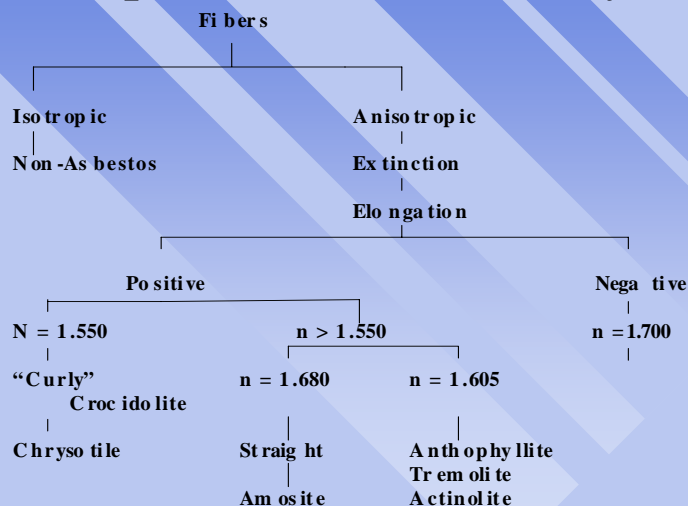 Fibers
Isotropic Anisotropic
Non-Asbestos Extinction
Elongation
Positive Negative
N = 1.550 n > 1.550 n =1.700
“Curly” n = 1.680 n = 1.605
Crocidolite
Chrysotile Straight Anthophyllite
Tremolite
Amosite Actinolite